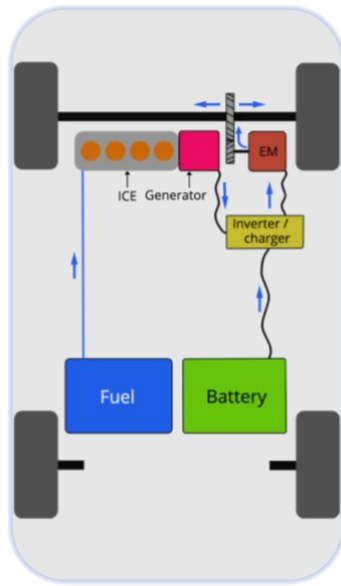 EM
ICE
Generator
Inverter /
charger
Fuel
Battery